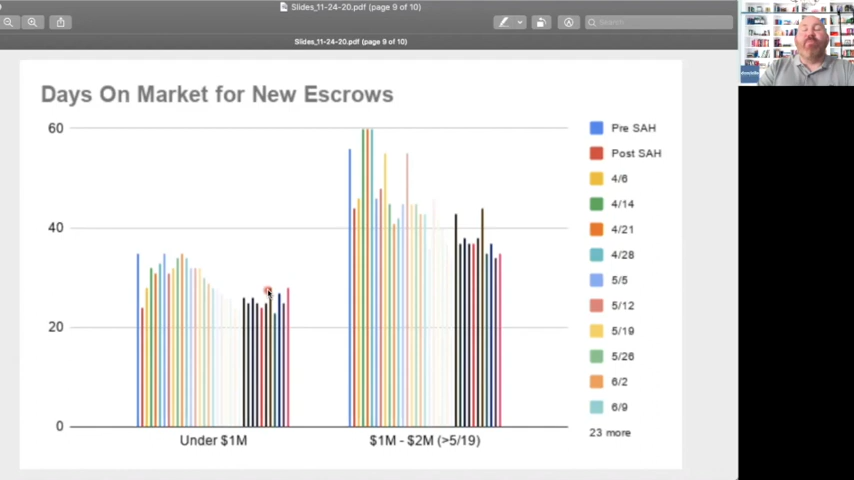 Slides_11-24-20.pdf (page 9 of 10)
Search
Slides_11-24-20.pdf (page 9 of 10)
Days On Market for New Escrows
60
40
20
0
Under $1M
$1M - $2M (>5/19)
Pre SAH
Post SAH
4/6
4/14
4/21
4/28
5/5
5/12
5/19
5/26
6/2
6/9
23 more